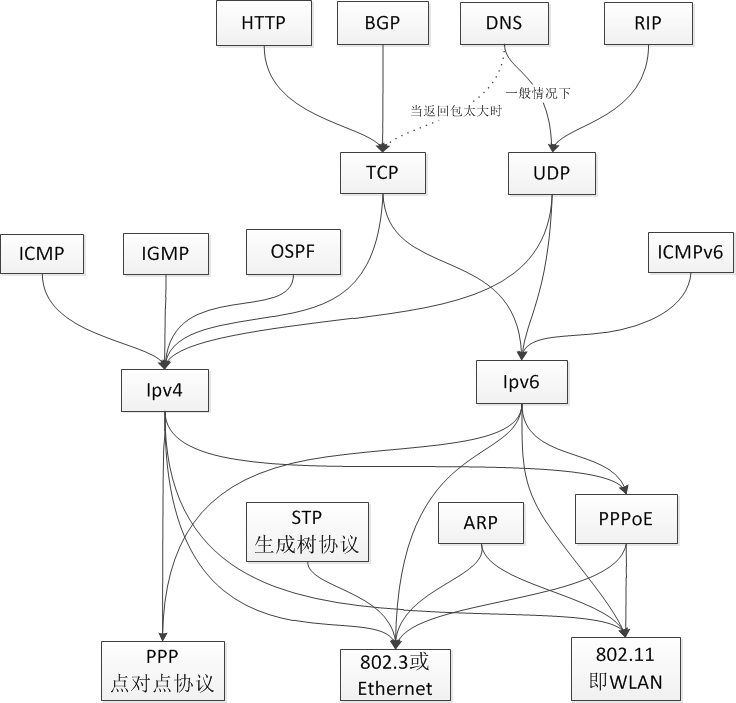 HTTP
BGP
DNS
RIP
一般情况下
当返回包太大时
TCP
UDP
ICMP
IGMP
OSPF
ICMPv6
Ipv4
Ipv6
STP
生成树协议
ARP
PPPoE
PPP
点对点协议
802.3或
Ethernet
802.11
即WLAN